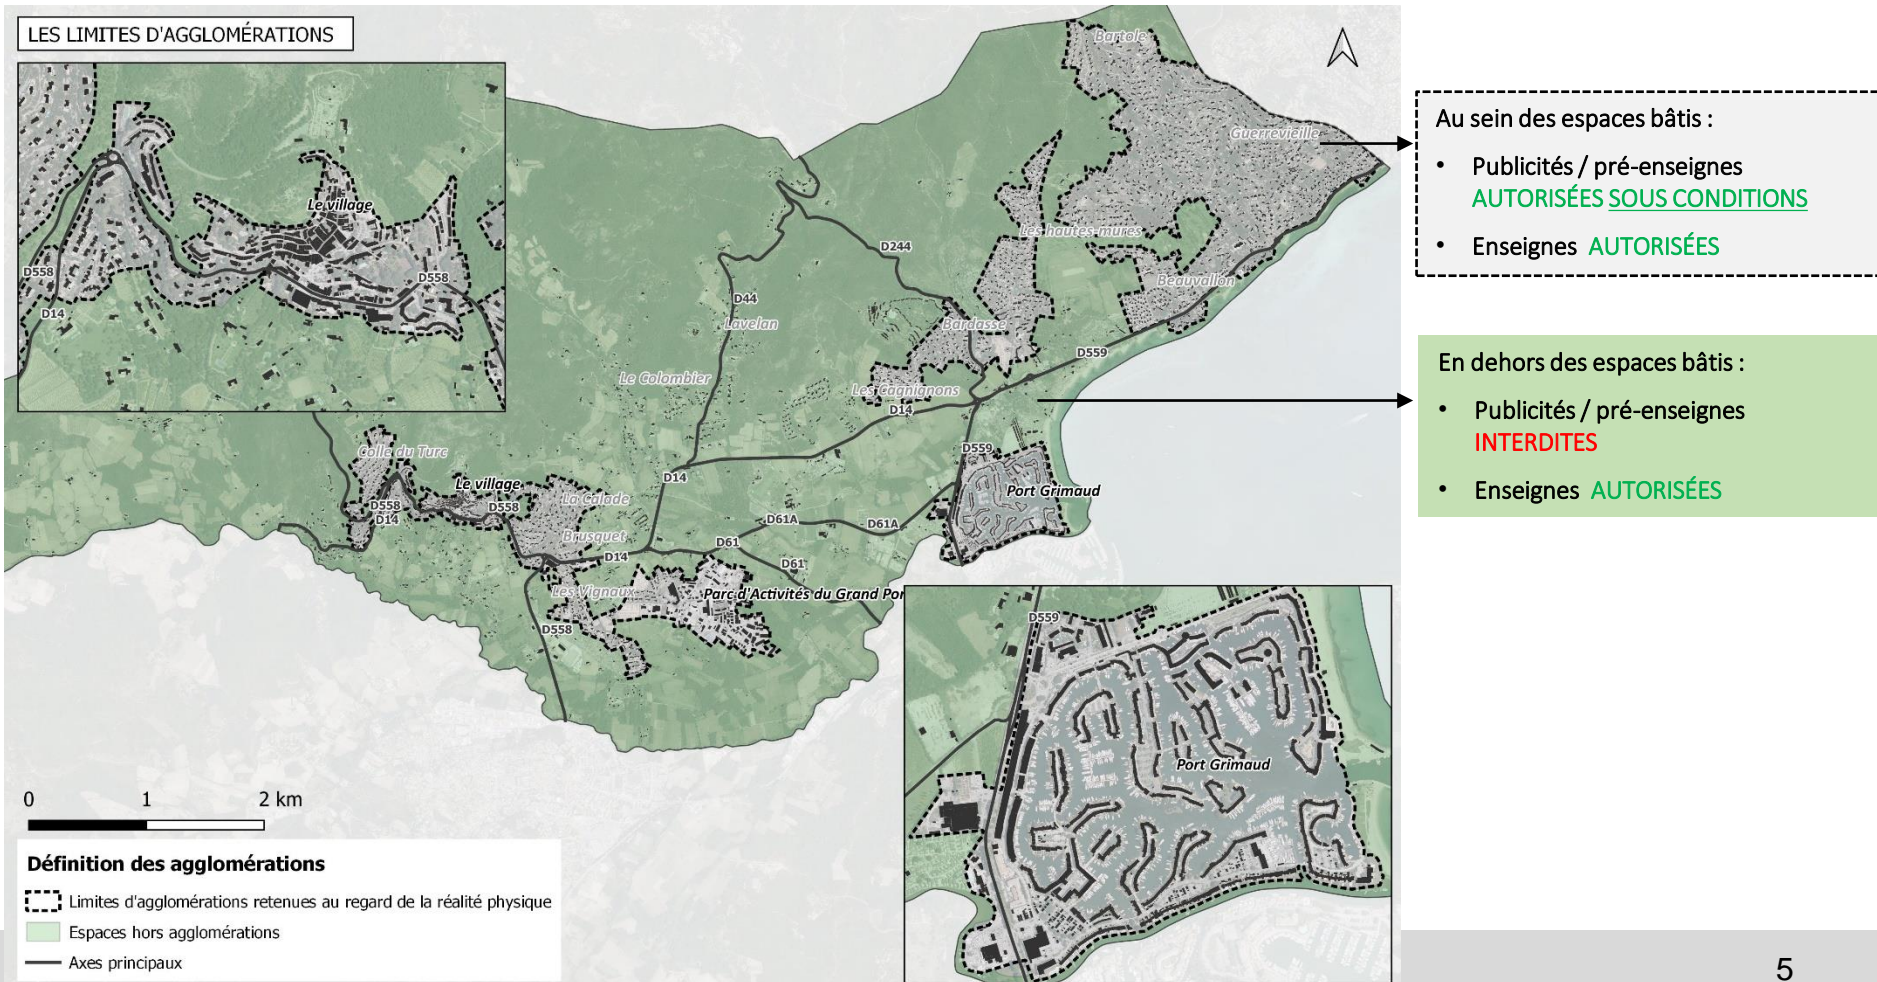 LES LIMITES D'AGGLOMÉRATIONS
Le village
D558
D558
D14
Bartole
Guerrevieille
Les hautes-mures
Beauvallon
D244
D44
Lavelan
Bardasse
D559
Le Colombier
Les Cagnignons
D14
D559
Colle du Turc
D14
Le village
Port Grimaud
La Calade
D558
D558
D14
D61A
D61A
Brusquet
D61
D14
D61
Les Vignaux
Parc d'Activités du Grand Por
D558
D559
Port Grimaud
0 1 2 km
Définition des agglomérations
Limites d'agglomérations retenues au regard de la réalité physique
Espaces hors agglomérations
Axes principaux
Au sein des espaces bâtis :
• Publicités / pré-enseignes
AUTORISÉES SOUS CONDITIONS
• Enseignes AUTORISÉES
En dehors des espaces bâtis :
• Publicités / pré-enseignes
INTERDITES
• Enseignes AUTORISÉES
5